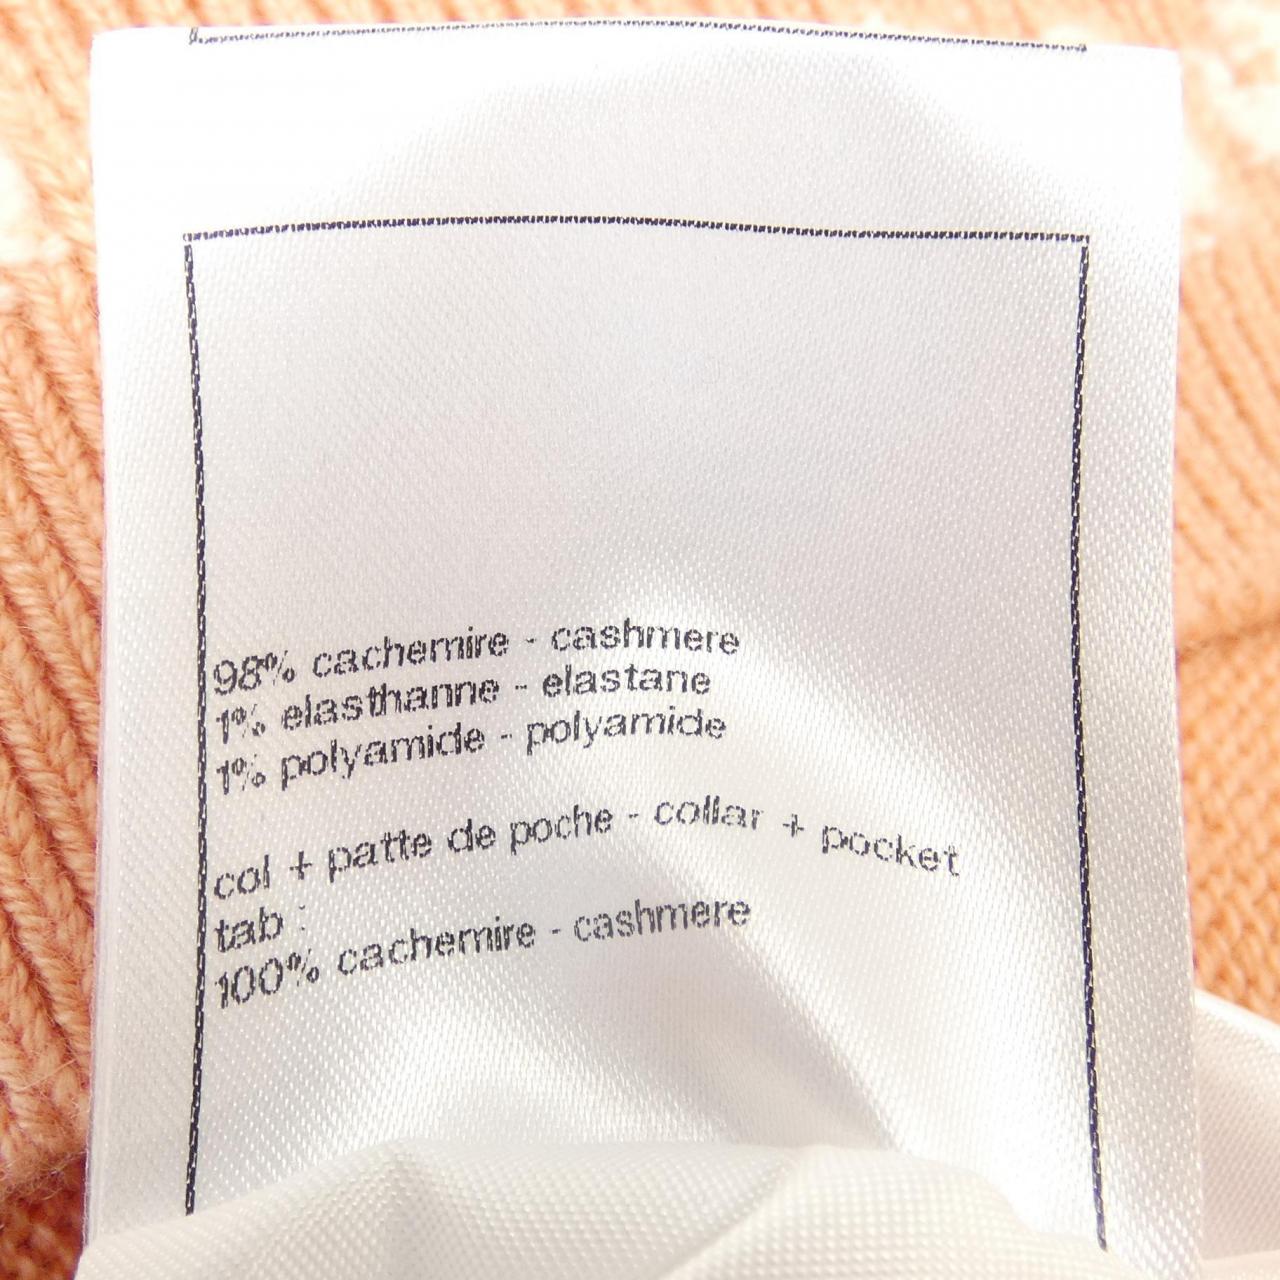 98% cachemire - cashmere
1% elasthanne - elastane
1% polyamide - polyamide
col + patte de poche - collar + pocket
tab :
100% cachemire - cashmere